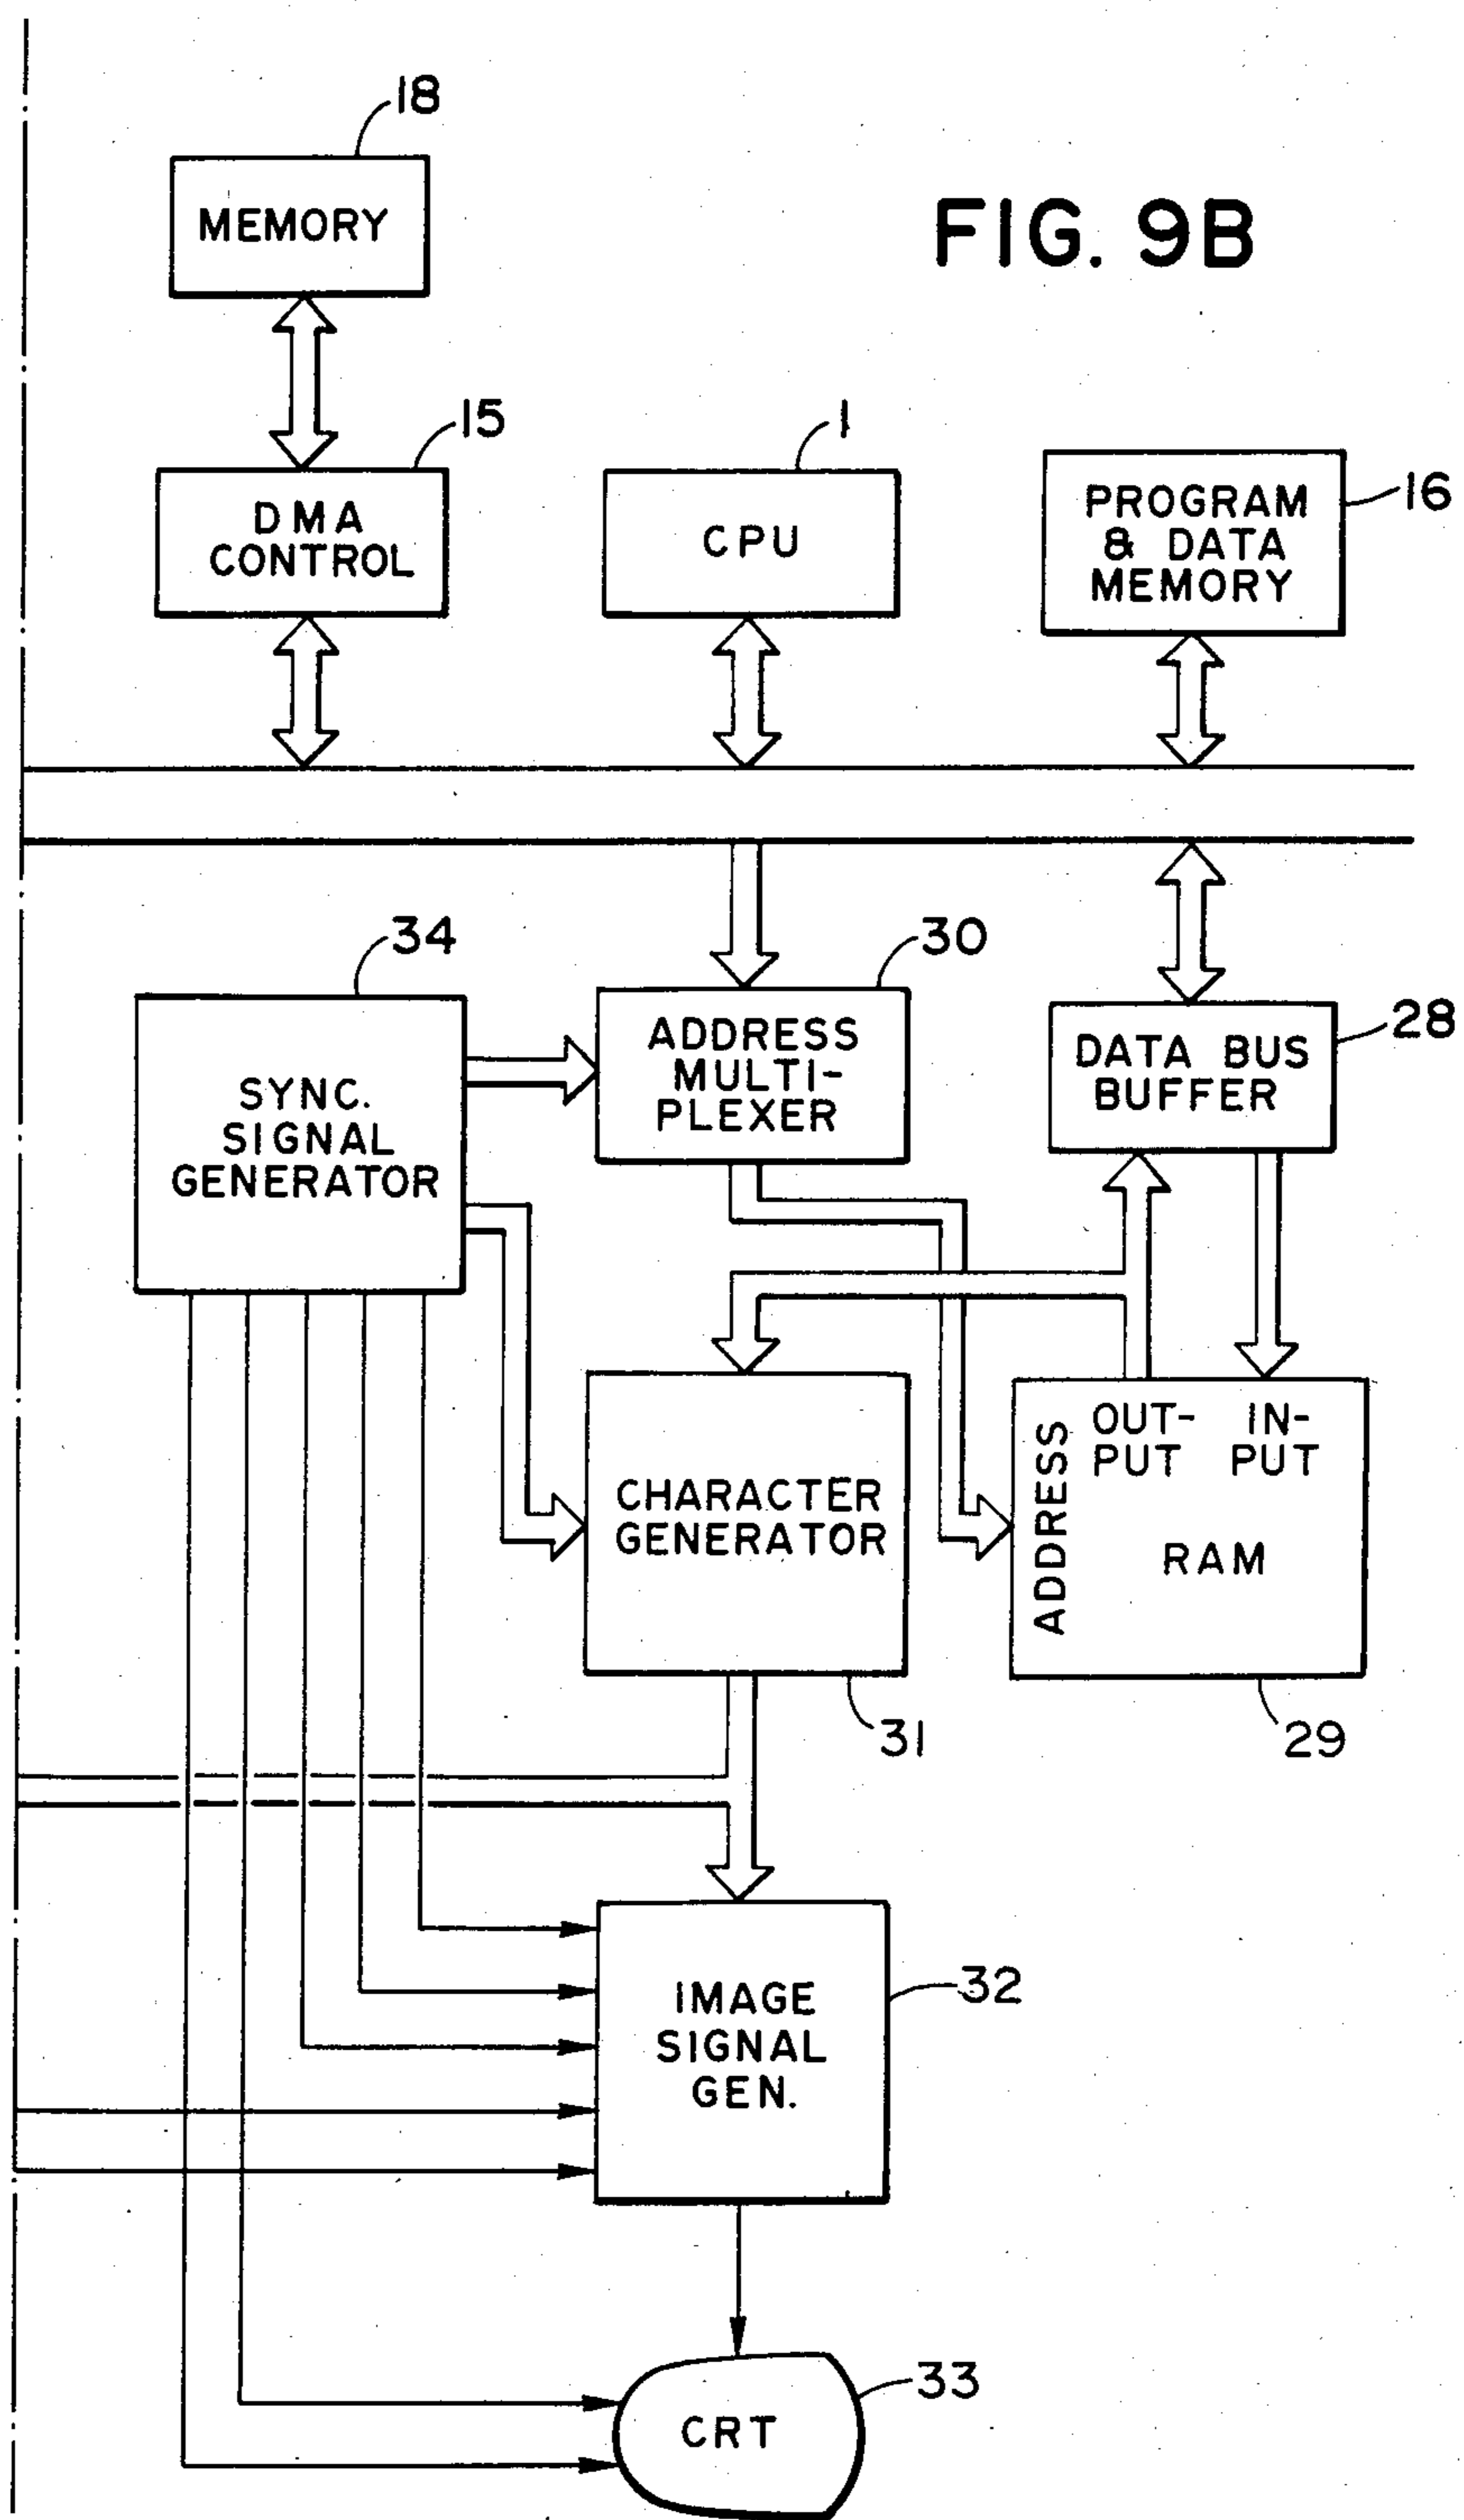 18
MEMORY
FIG. 9B
15
DMA
CONTROL
1
CPU
16
PROGRAM
& DATA
MEMORY
34
SYNC.
SIGNAL
GENERATOR
30
ADDRESS
MULTI-
PLEXER
28
DATA BUS
BUFFER
CHARACTER
GENERATOR
31
ADDRESS
OUT-
PUT
IN-
PUT
RAM
29
IMAGE
SIGNAL
GEN.
32
CRT
33